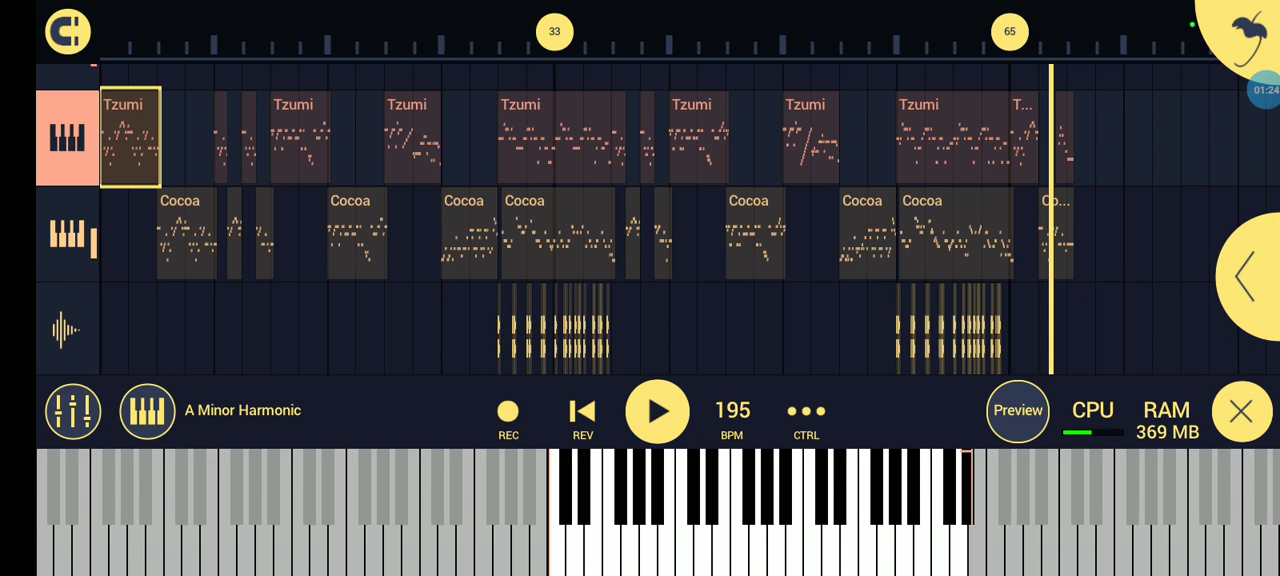 33
65
01:24
Tzumi
Tzumi
Tzumi
Tzumi
Tzumi
Tzumi
Tzumi
T...
Cocoa
Cocoa
Cocoa
Cocoa
Cocoa
Cocoa
Cocoa
Co...
A Minor Harmonic
REC
REV
195
BPM
CTRL
Preview
CPU
RAM
369 MB